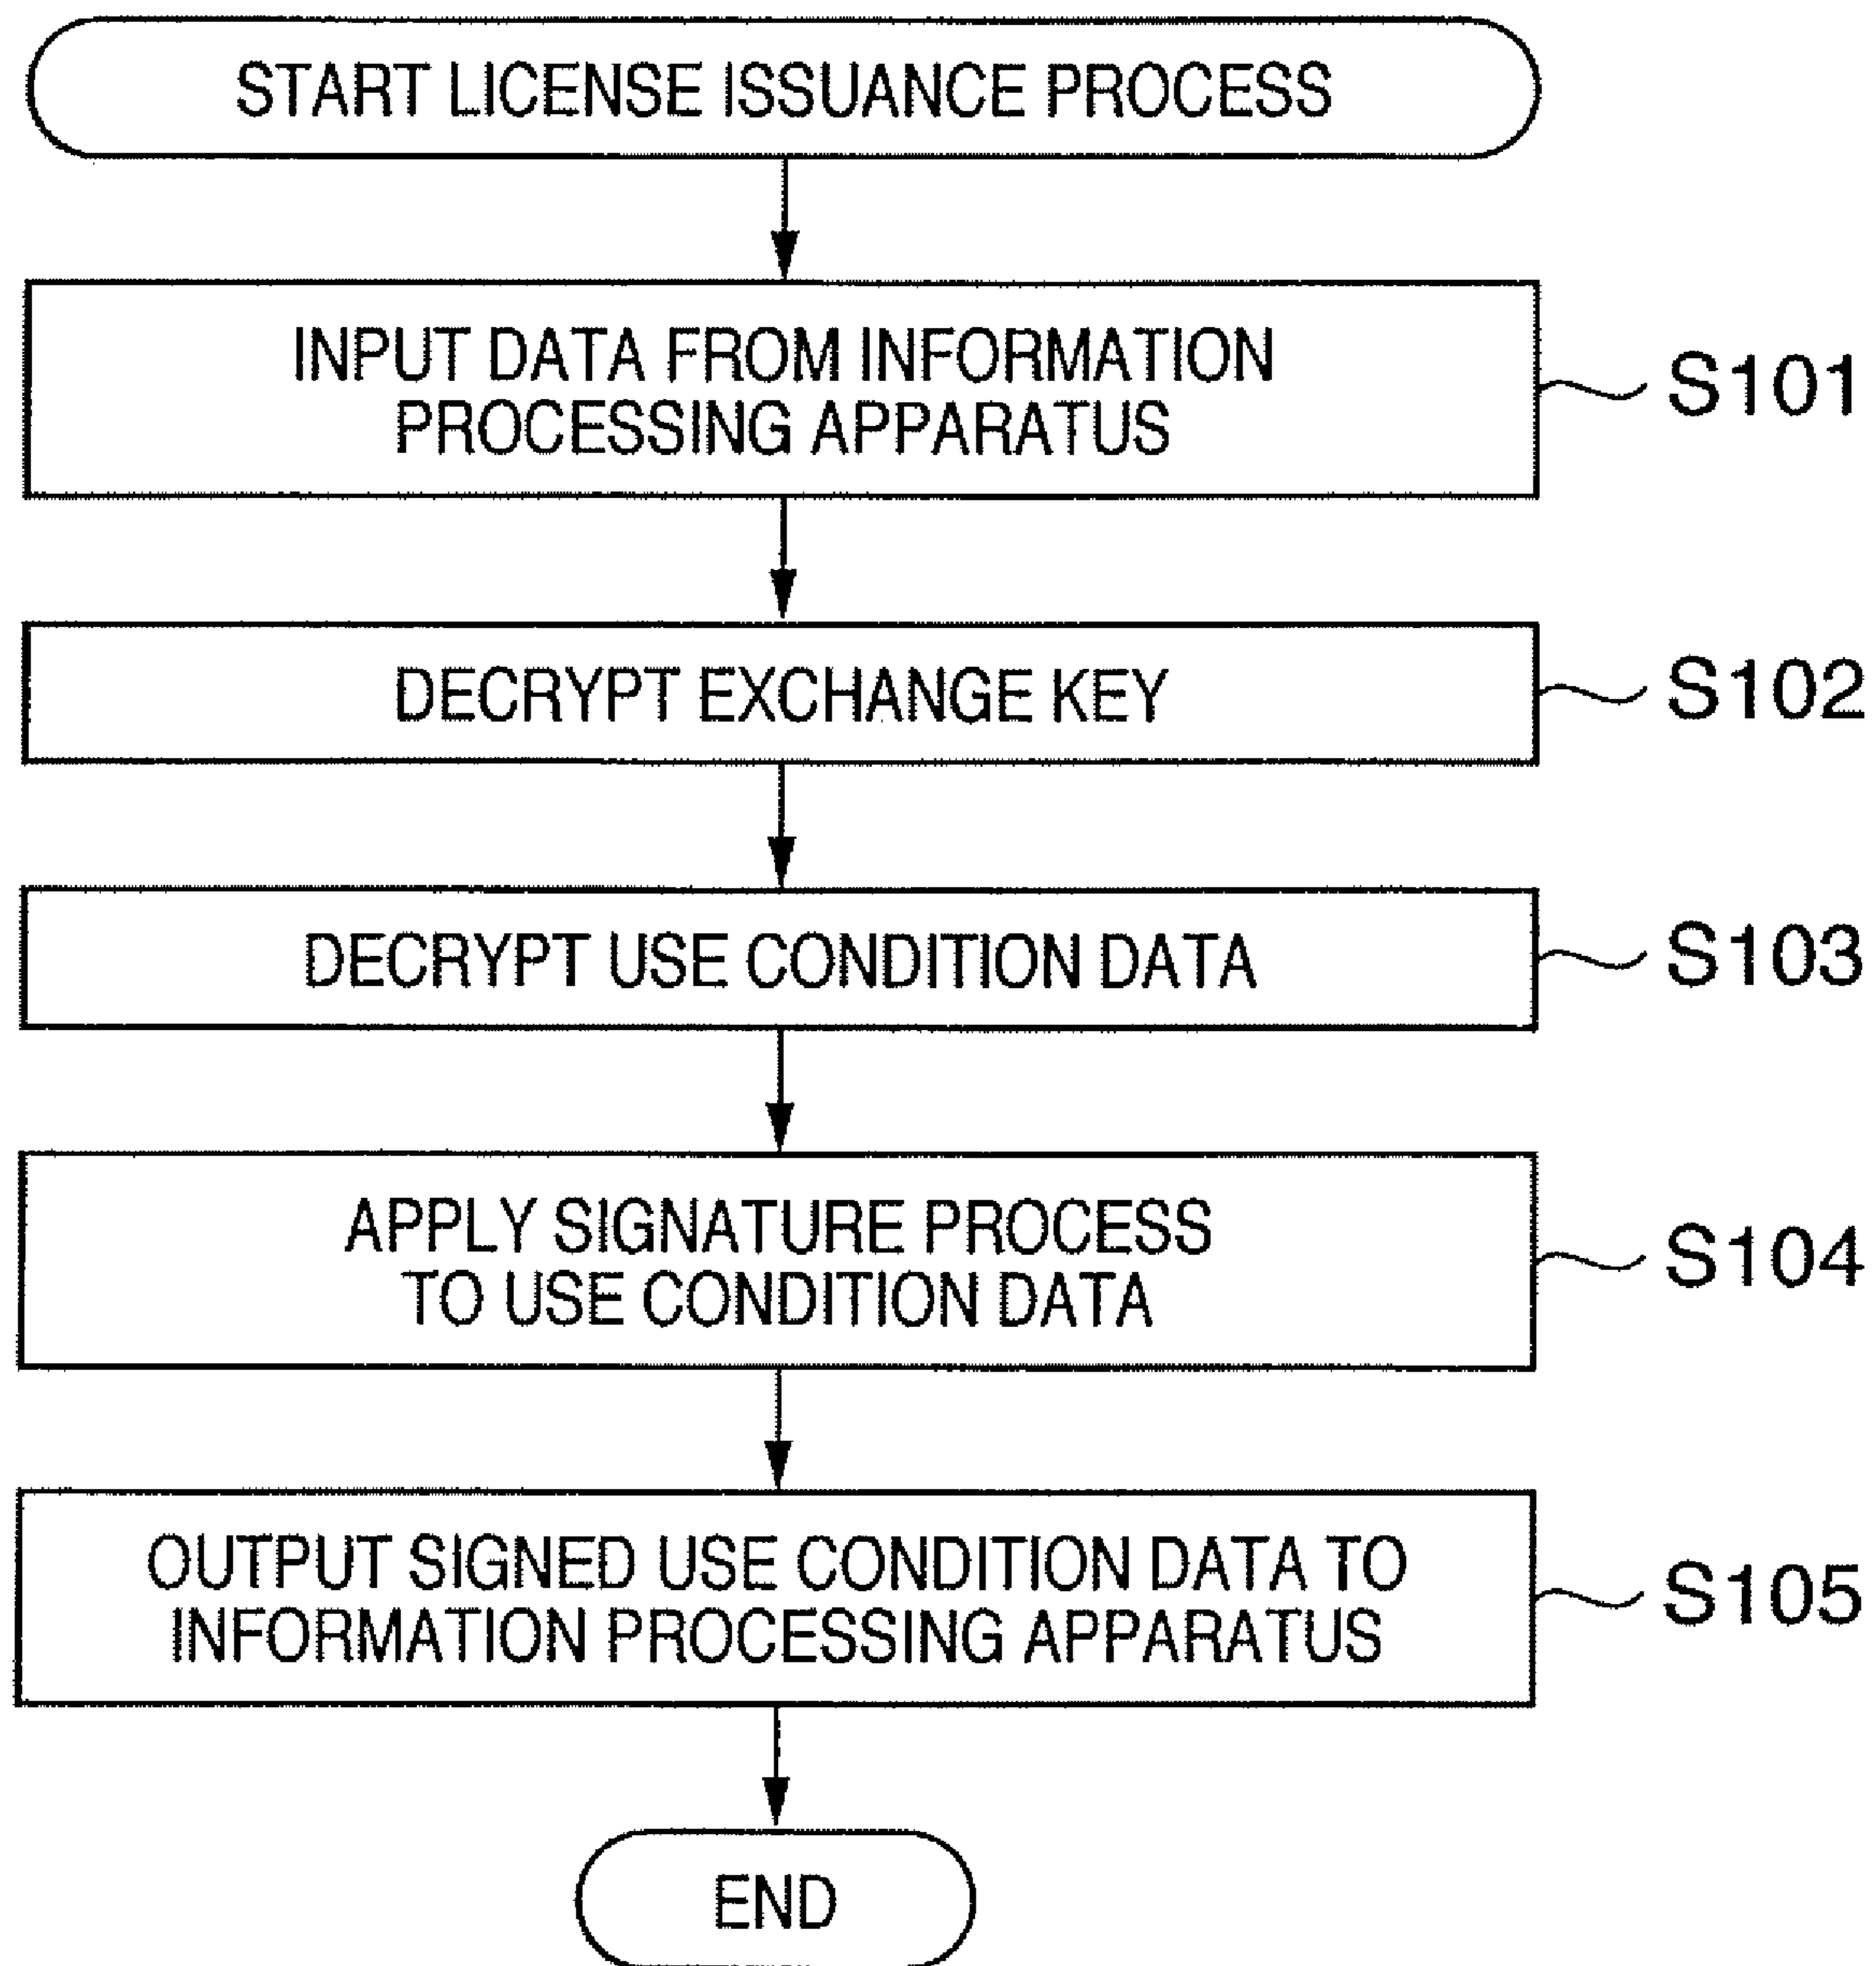 START LICENSE ISSUANCE PROCESS
INPUT DATA FROM INFORMATION
PROCESSING APPARATUS
S101
DECRYPT EXCHANGE KEY
S102
DECRYPT USE CONDITION DATA
S103
APPLY SIGNATURE PROCESS
TO USE CONDITION DATA
S104
OUTPUT SIGNED USE CONDITION DATA TO
INFORMATION PROCESSING APPARATUS
S105
END